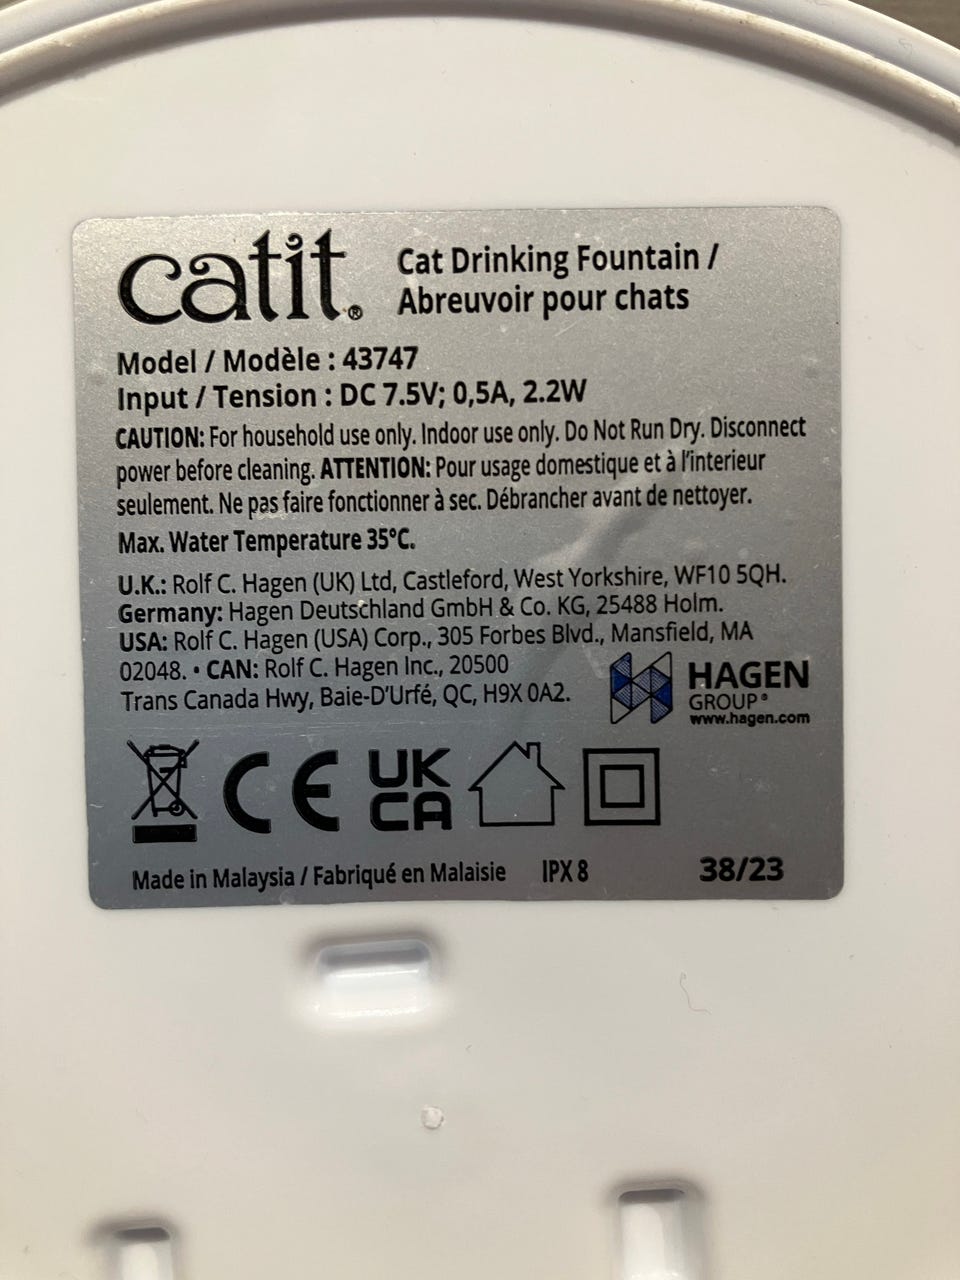 catit®
Cat Drinking Fountain /
Abreuvoir pour chats
Model / Modèle : 43747
Input / Tension : DC 7.5V; 0,5A, 2.2W
CAUTION: For household use only. Indoor use only. Do Not Run Dry. Disconnect
power before cleaning. ATTENTION: Pour usage domestique et à l'interieur
seulement. Ne pas faire fonctionner à sec. Débrancher avant de nettoyer.
Max. Water Temperature 35°C.
U.K.: Rolf C. Hagen (UK) Ltd, Castleford, West Yorkshire, WF10 5QH.
Germany: Hagen Deutschland GmbH & Co. KG, 25488 Holm.
USA: Rolf C. Hagen (USA) Corp., 305 Forbes Blvd., Mansfield, MA
02048. • CAN: Rolf C. Hagen Inc., 20500
Trans Canada Hwy, Baie-D'Urfé, QC, H9X 0A2.
HAGEN
GROUP®
www.hagen.com
CE
UK
CA
Made in Malaysia / Fabriqué en Malaisie IPX 8 38/23